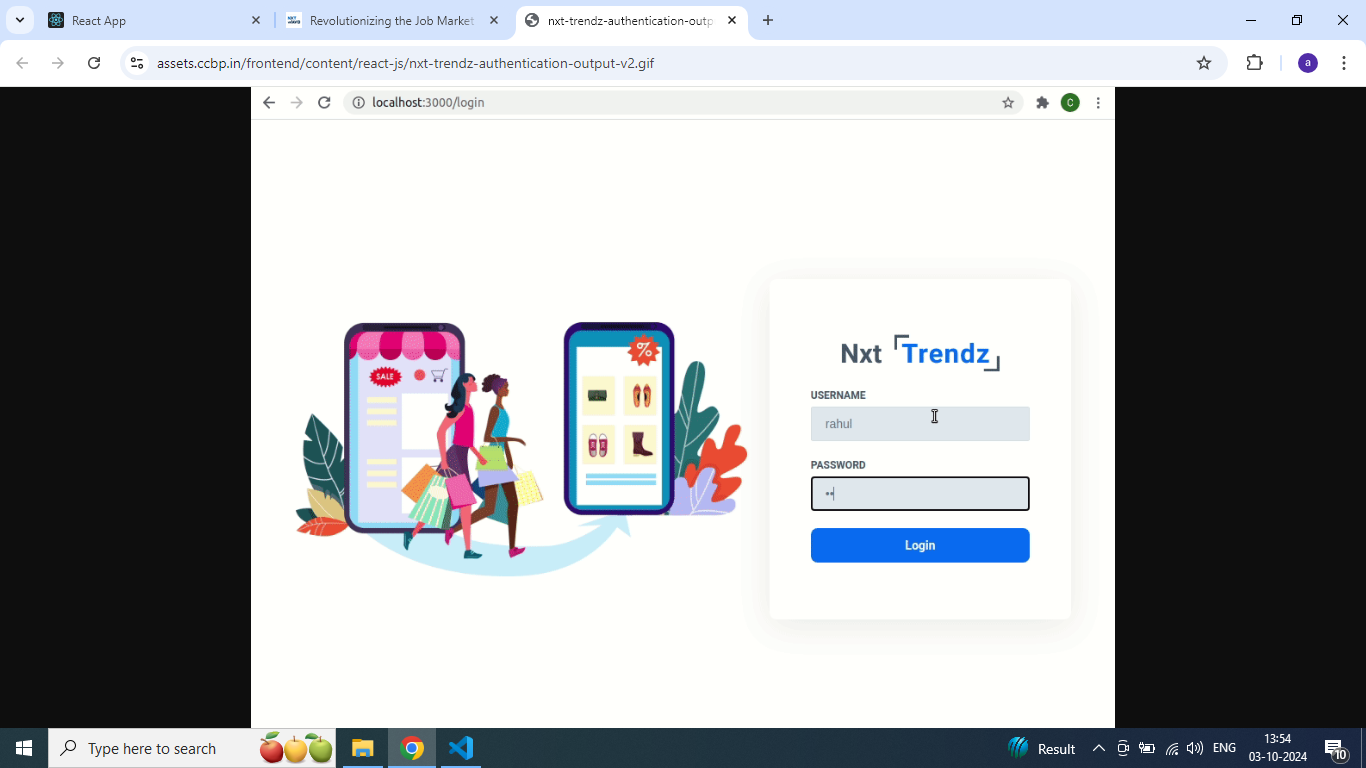 React App
Revolutionizing the Job Market
nxt-trendz-authentication-outp
assets.ccbp.in/frontend/content/react-js/nxt-trendz-authentication-output-v2.gif
a
localhost:3000/login
C
SALE
%
Nxt Trendz
USERNAME
rahul
PASSWORD
••
Login
Type here to search
Result
ENG
13:54
03-10-2024
10